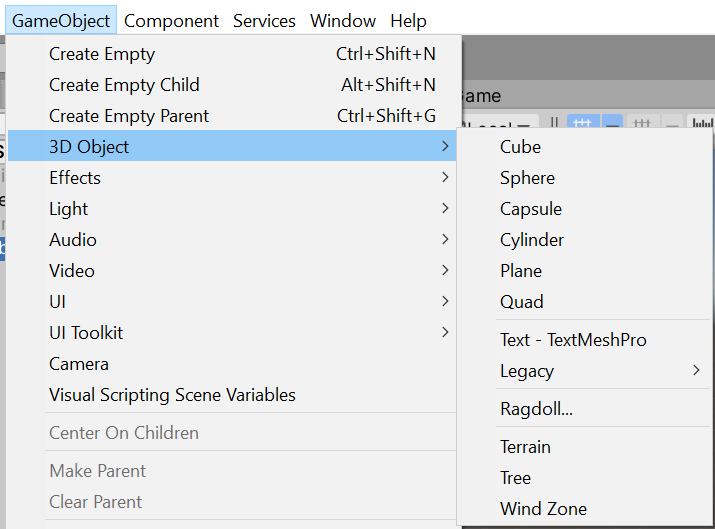 GameObject Component Services Window Help
Create Empty Ctrl+Shift+N
Create Empty Child Alt+Shift+N
Create Empty Parent Ctrl+Shift+G
Game
3D Object
Effects
Light
Audio
Video
UI
UI Toolkit
Camera
Visual Scripting Scene Variables
Center On Children
Make Parent
Clear Parent
Cube
Sphere
Capsule
Cylinder
Plane
Quad
Text - TextMeshPro
Legacy
Ragdoll...
Terrain
Tree
Wind Zone